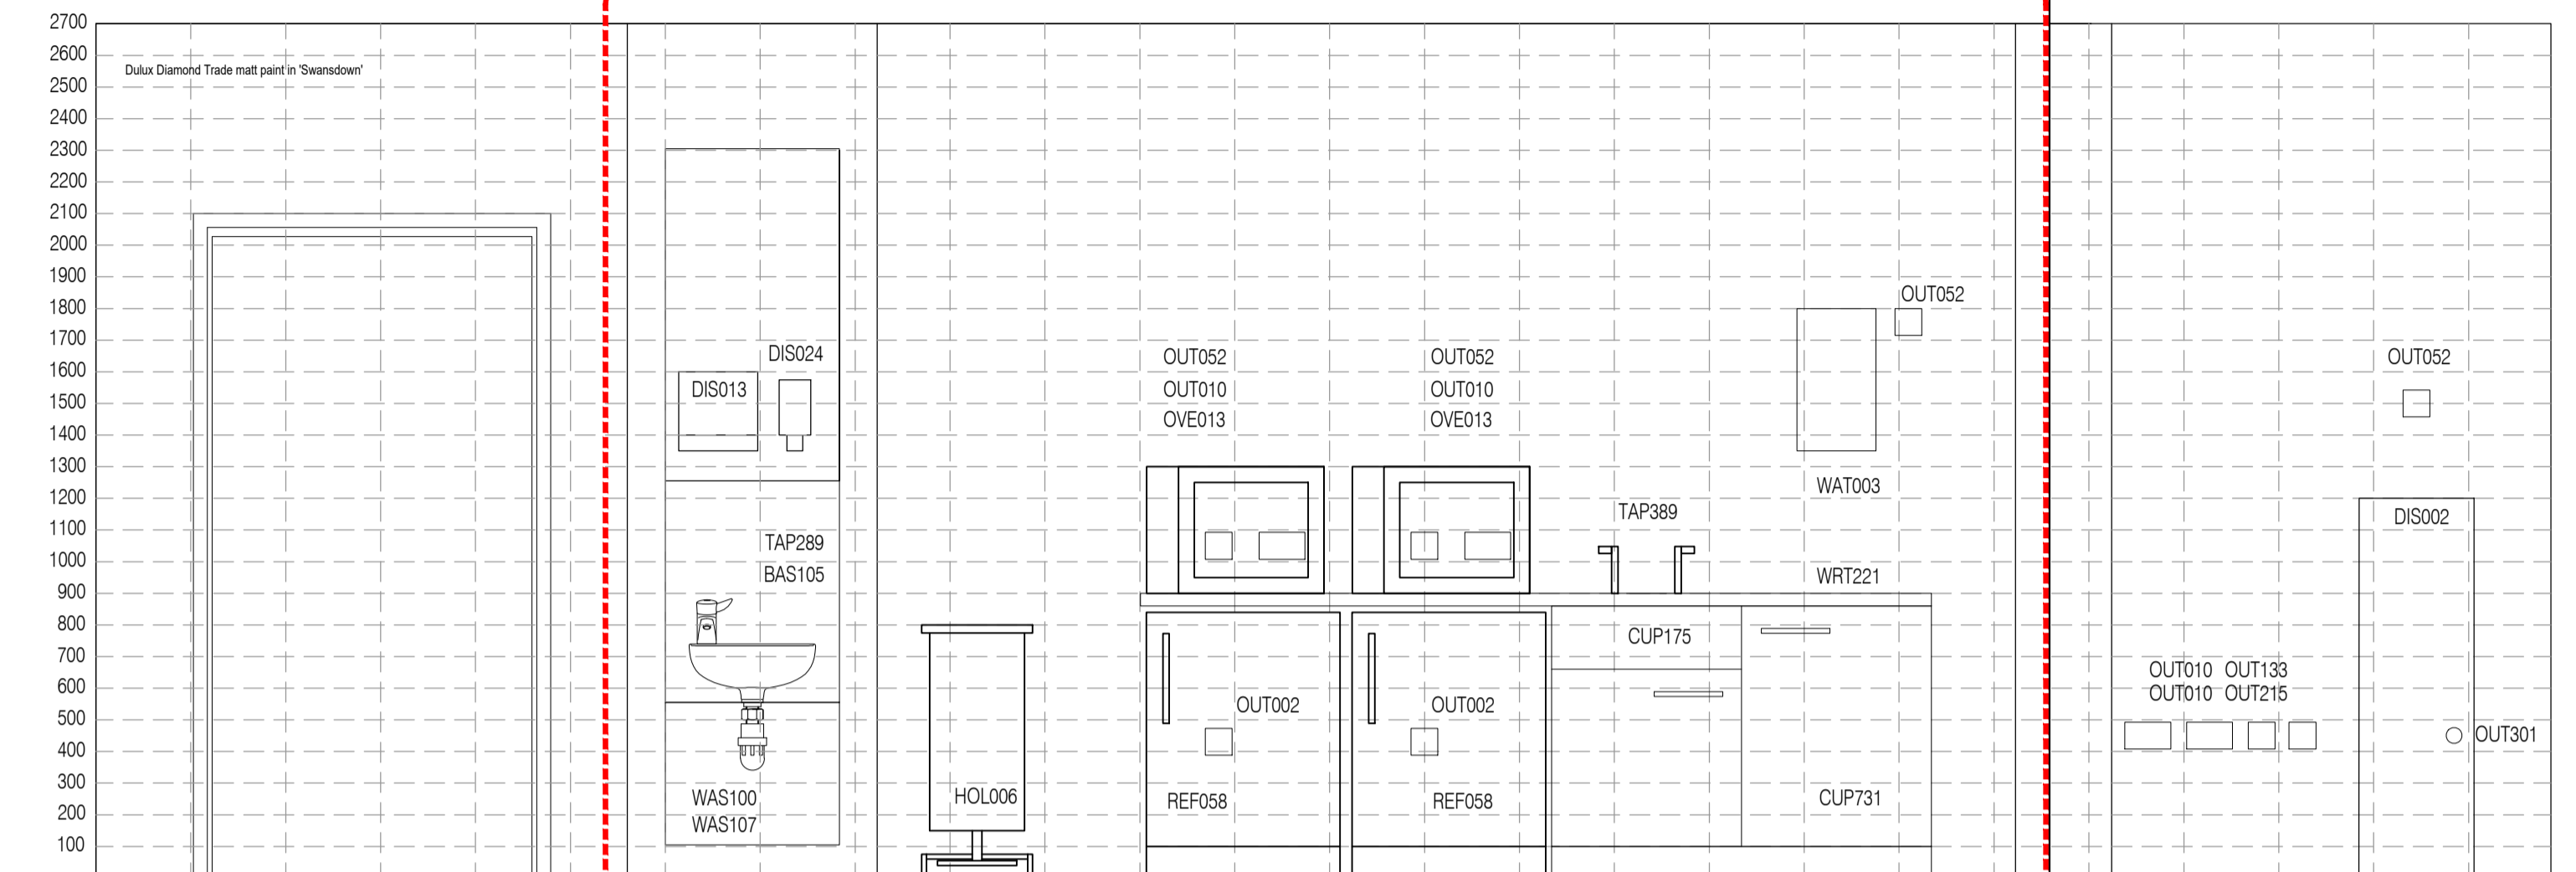 2700
2600
Dulux Diamond Trade matt paint in 'Swansdown'
2500
2400
2300
2200
2100
2000
1900
1800
1700
1600
1500
1400
1300
1200
1100
1000
900
800
700
600
500
400
300
200
100
DIS024
DIS013
TAP289
BAS105
WAS100
WAS107
HOL006
OUT052
OUT010
OVE013
OUT002
REF058
OUT052
OUT010
OVE013
OUT002
REF058
TAP389
CUP175
OUT052
WAT003
WRT221
CUP731
OUT010 OUT133
OUT010 OUT215
OUT052
DIS002
OUT301